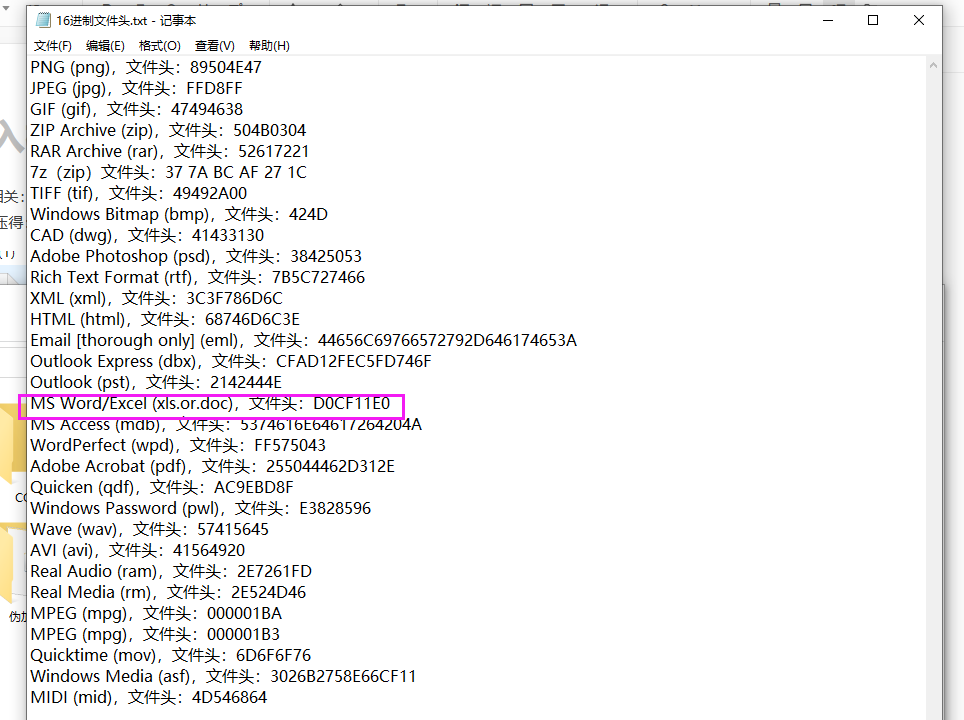 16进制文件头.txt - 记事本
文件(F) 编辑(E) 格式(O) 查看(V) 帮助(H)
PNG (png)，文件头：89504E47
JPEG (jpg)，文件头：FFD8FF
GIF (gif)，文件头：47494638
ZIP Archive (zip)，文件头：504B0304
RAR Archive (rar)，文件头：52617221
7z（zip）文件头：37 7A BC AF 27 1C
TIFF (tif)，文件头：49492A00
Windows Bitmap (bmp)，文件头：424D
CAD (dwg)，文件头：41433130
Adobe Photoshop (psd)，文件头：38425053
Rich Text Format (rtf)，文件头：7B5C727466
XML (xml)，文件头：3C3F786D6C
HTML (html)，文件头：68746D6C3E
Email [thorough only] (eml)，文件头：44656C69766572792D646174653A
Outlook Express (dbx)，文件头：CFAD12FEC5FD746F
Outlook (pst)，文件头：2142444E
MS Word/Excel (xls.or.doc)，文件头：D0CF11E0
MS Access (mdb)，文件头：5374616E64617264204A
WordPerfect (wpd)，文件头：FF575043
Adobe Acrobat (pdf)，文件头：255044462D312E
Quicken (qdf)，文件头：AC9EBD8F
Windows Password (pwl)，文件头：E3828596
Wave (wav)，文件头：57415645
AVI (avi)，文件头：41564920
Real Audio (ram)，文件头：2E7261FD
Real Media (rm)，文件头：2E524D46
MPEG (mpg)，文件头：000001BA
MPEG (mpg)，文件头：000001B3
Quicktime (mov)，文件头：6D6F6F76
Windows Media (asf)，文件头：3026B2758E66CF11
MIDI (mid)，文件头：4D546864
入
相关：
压得
CO
伪加